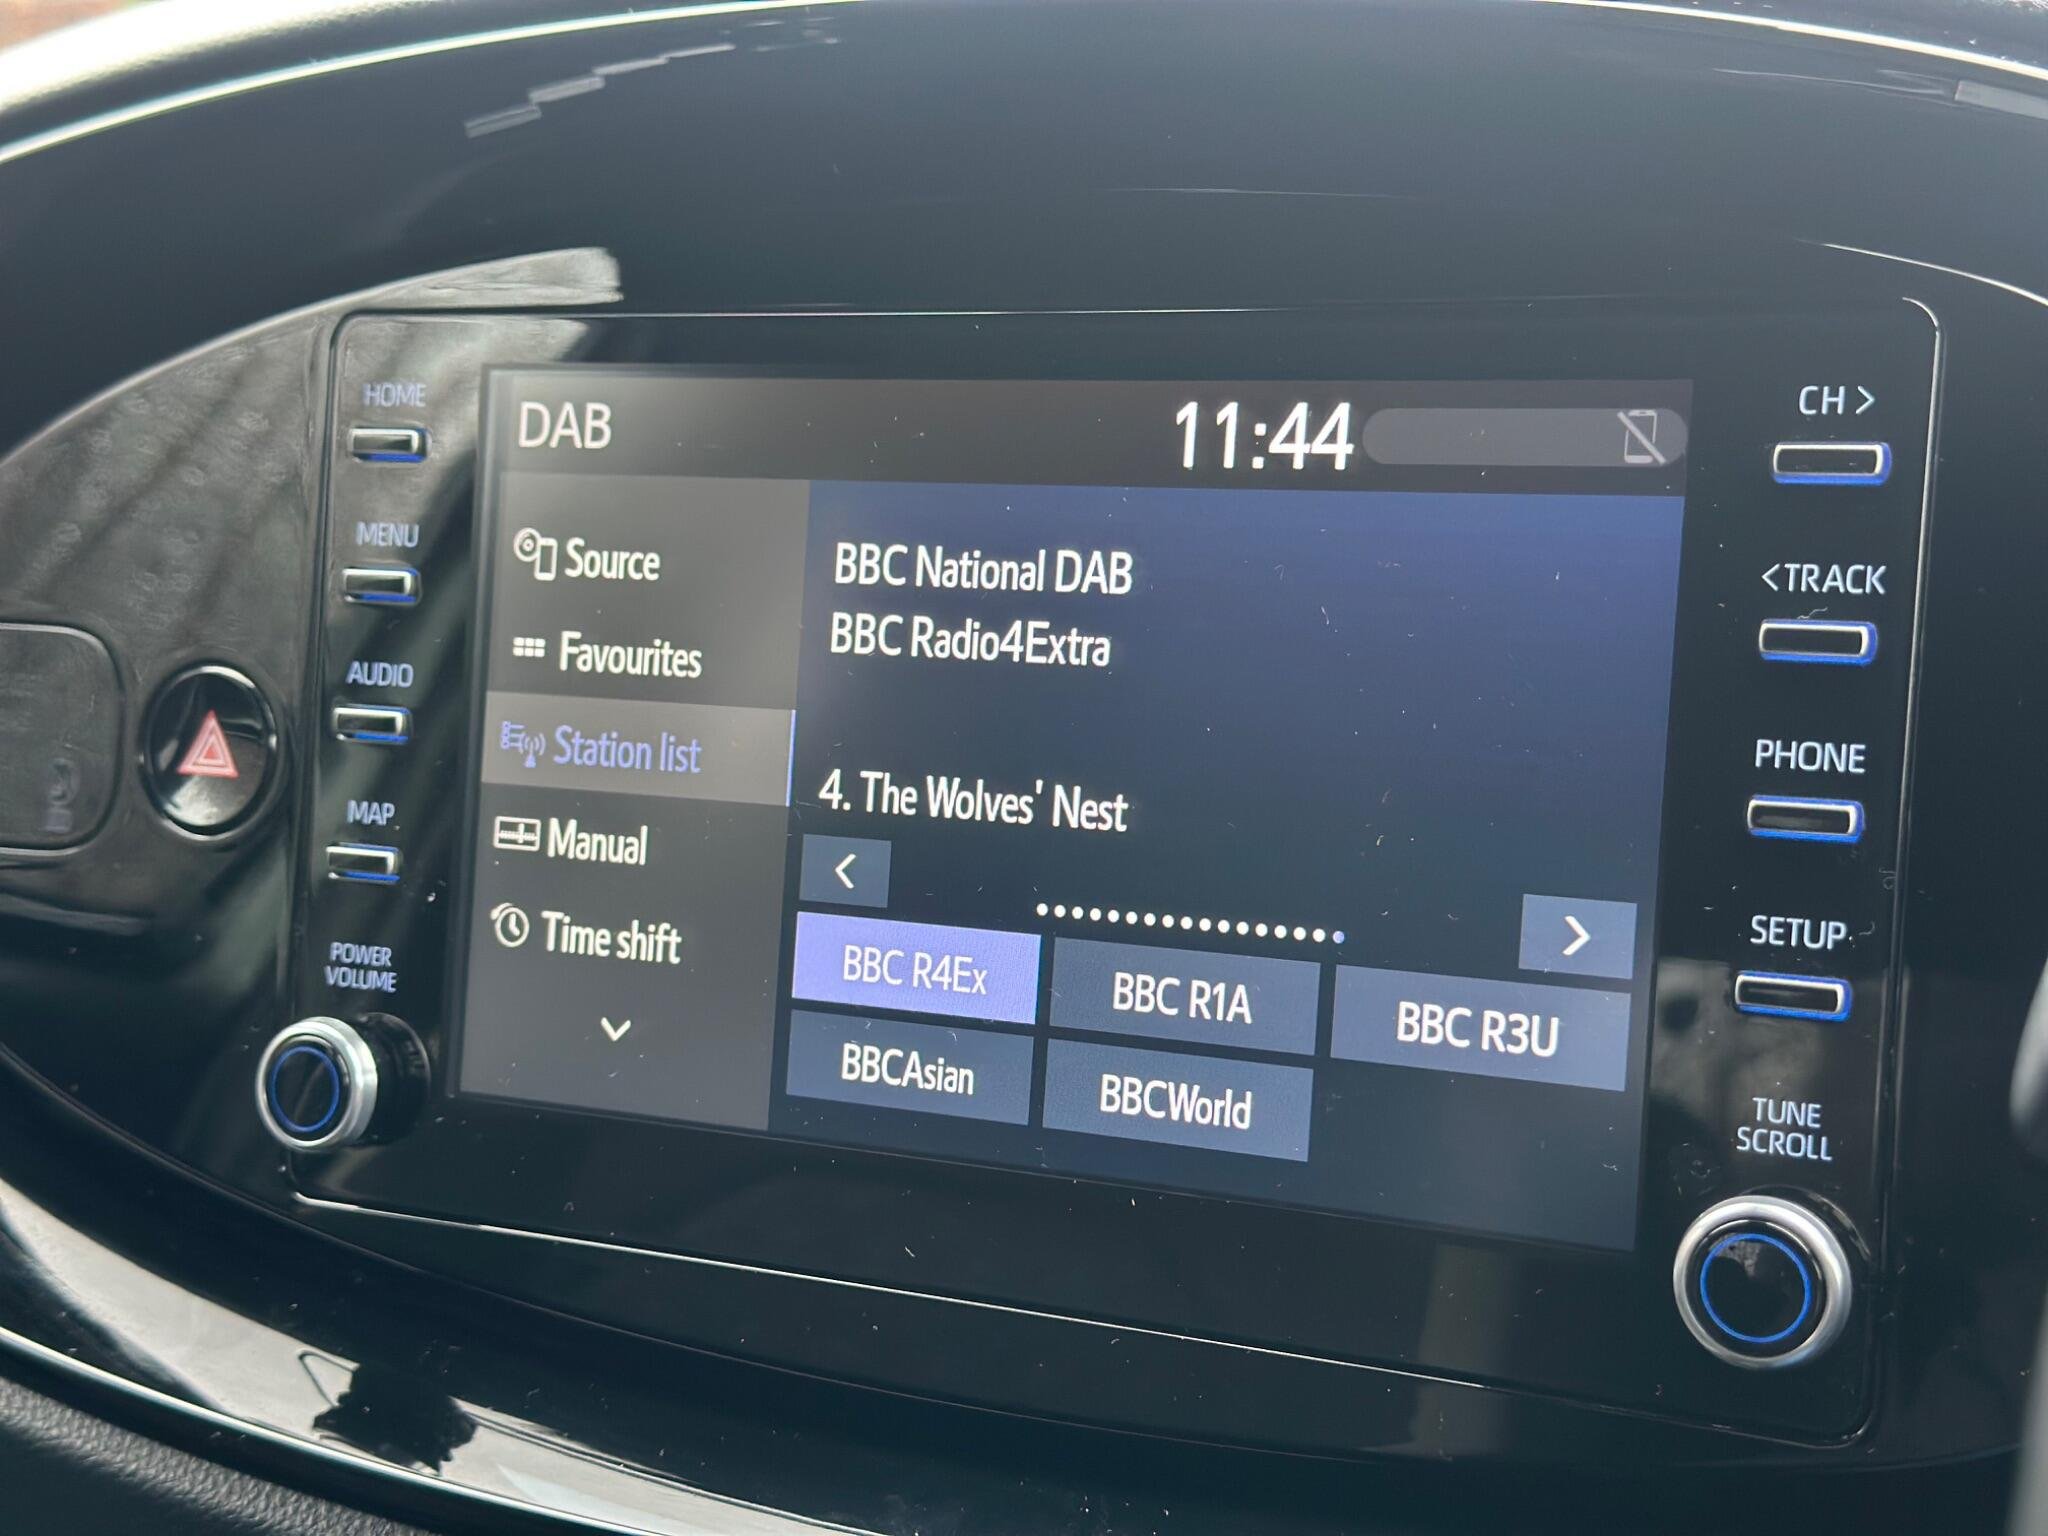 HOME
MENU
AUDIO
MAP
POWER
VOLUME
DAB
11:44
Source
Favourites
Station list
Manual
Time shift
BBC National DAB
BBC Radio4Extra
4. The Wolves' Nest
<
>
BBC R4Ex
BBC R1A
BBC R3U
BBCAsian
BBCWorld
CH >
<TRACK
PHONE
SETUP
TUNE
SCROLL